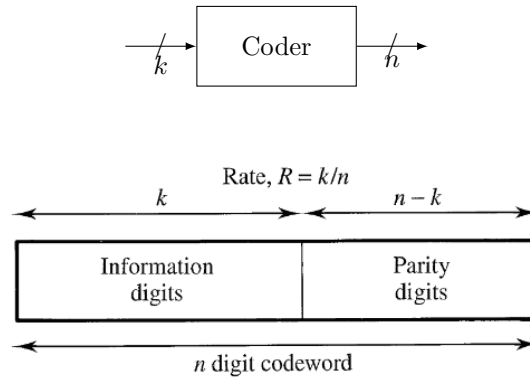 Coder
k
n
Rate, R = k/n
k
n – k
Information
digits
Parity
digits
n digit codeword